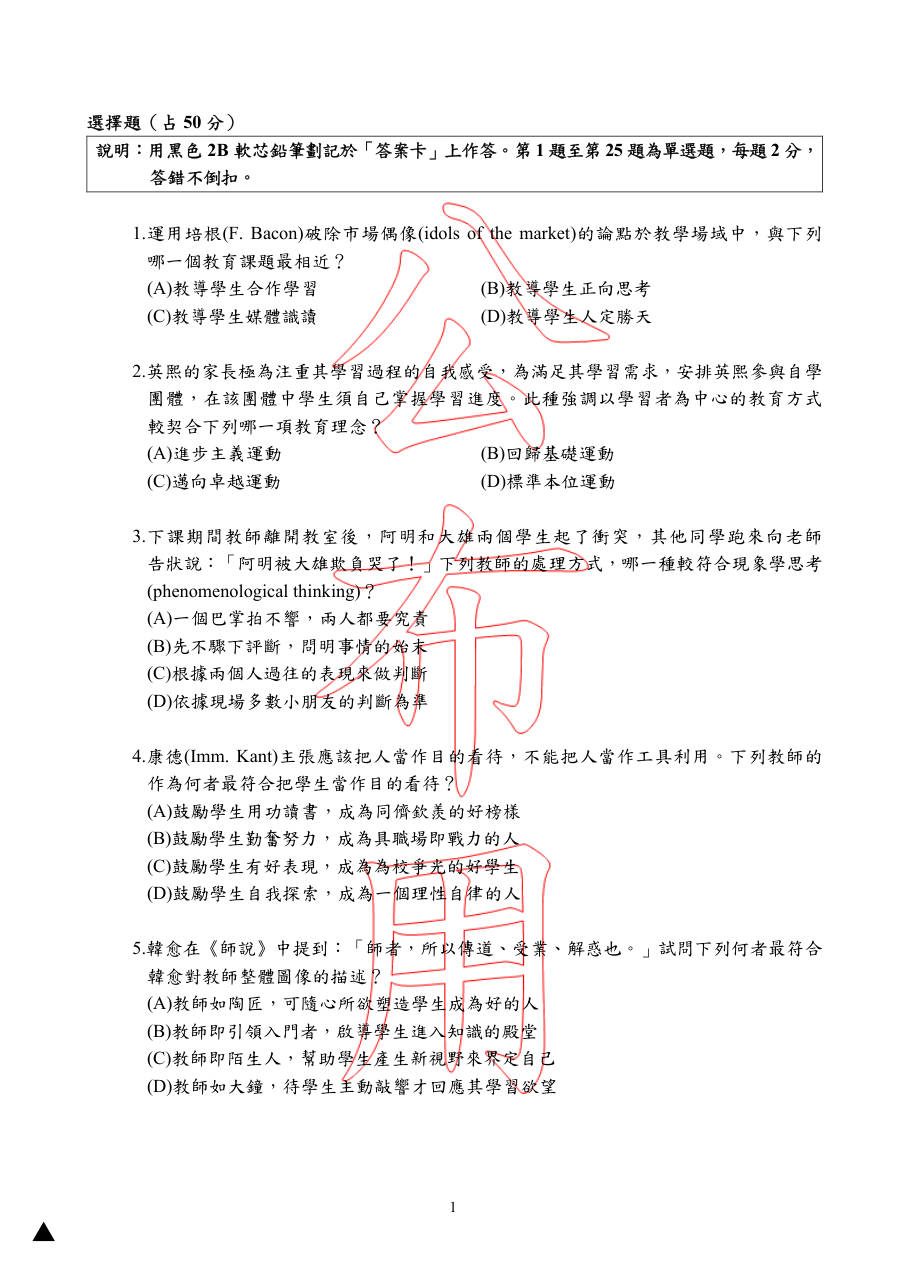 選擇題（占 50 分）
說明：用黑色 2B 軟芯鉛筆劃記於「答案卡」上作答。第 1 題至第 25 題為單選題，每題 2 分，
答錯不倒扣。
1.運用培根(F. Bacon)破除市場偶像(idols of the market)的論點於教學場域中，與下列
哪一個教育課題最相近？
(A)教導學生合作學習 (B)教導學生正向思考
(C)教導學生媒體識讀 (D)教導學生人定勝天
2.英熙的家長極為注重其學習過程的自我感受，為滿足其學習需求，安排英熙參與自學
團體，在該團體中學生須自己掌握學習進度。此種強調以學習者為中心的教育方式
較契合下列哪一項教育理念？
(A)進步主義運動 (B)回歸基礎運動
(C)邁向卓越運動 (D)標準本位運動
3.下課期間教師離開教室後，阿明和大雄兩個學生起了衝突，其他同學跑來向老師
告狀說：「阿明被大雄欺負哭了！」下列教師的處理方式，哪一種較符合現象學思考
(phenomenological thinking)？
(A)一個巴掌拍不響，兩人都要究責
(B)先不驟下評斷，問明事情的始末
(C)根據兩個人過往的表現來做判斷
(D)依據現場多數小朋友的判斷為準
4.康德(Imm. Kant)主張應該把人當作目的看待，不能把人當作工具利用。下列教師的
作為何者最符合把學生當作目的看待？
(A)鼓勵學生用功讀書，成為同儕欽羨的好榜樣
(B)鼓勵學生勤奮努力，成為具職場即戰力的人
(C)鼓勵學生有好表現，成為為校爭光的好學生
(D)鼓勵學生自我探索，成為一個理性自律的人
5.韓愈在《師說》中提到：「師者，所以傳道、受業、解惑也。」試問下列何者最符合
韓愈對教師整體圖像的描述？
(A)教師如陶匠，可隨心所欲塑造學生成為好的人
(B)教師即引領入門者，啟導學生進入知識的殿堂
(C)教師即陌生人，幫助學生產生新視野來界定自己
(D)教師如大鐘，待學生主動敲響才回應其學習欲望
公布用
1